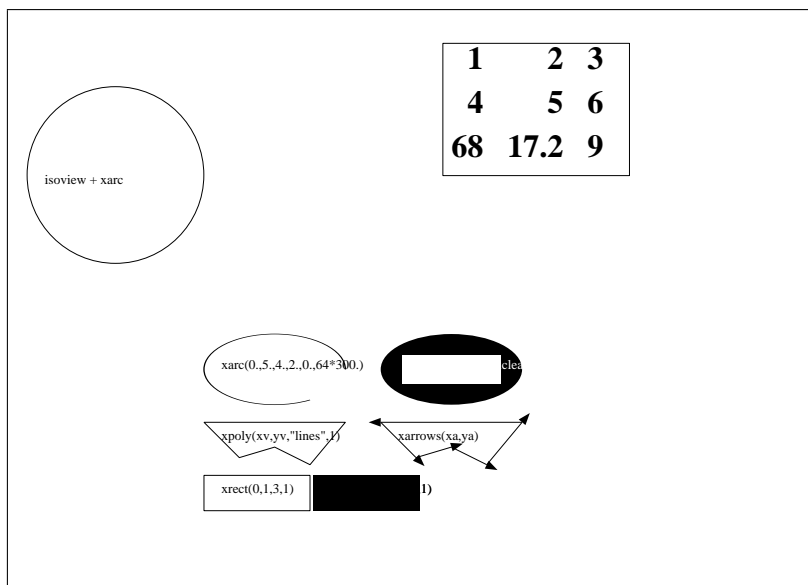 1 2 3
4 5 6
68 17.2 9
isoview + xarc
xarc(0.,5.,4.,2.,0.,64*300.)
xpoly(xv,yv,"lines",1)
xarrows(xa,ya)
xrect(0,1,3,1)
1)